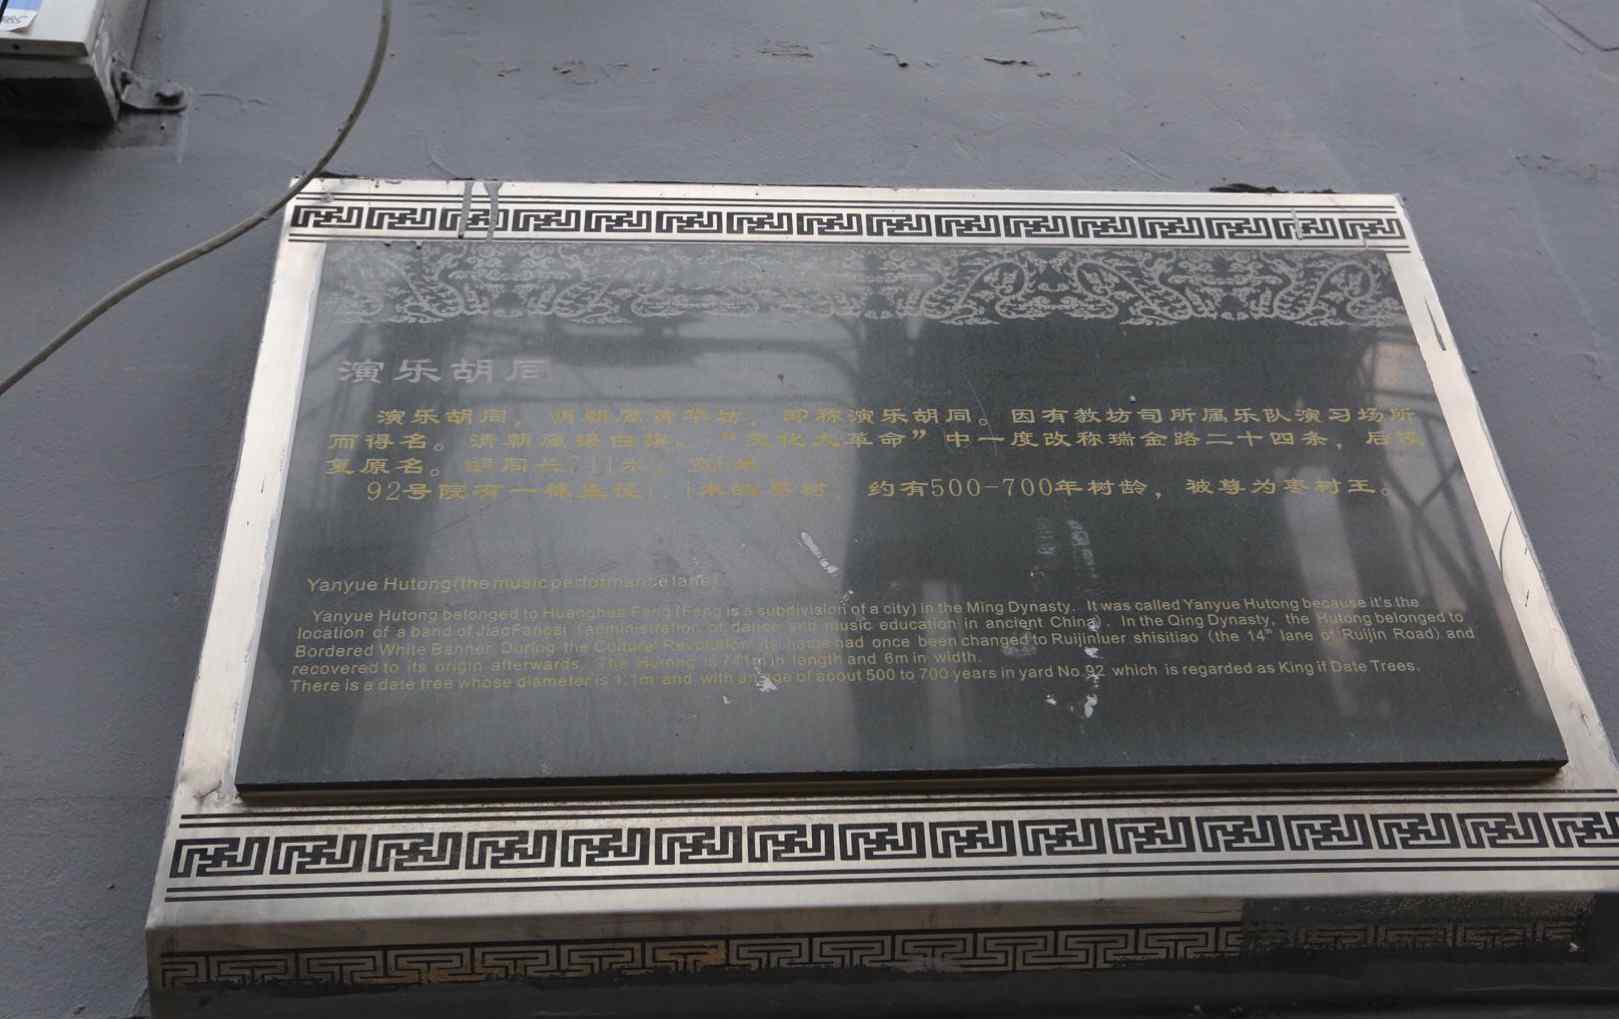 演乐胡同
演乐胡同，明朝属黄华坊，即称演乐胡同。因有教坊司所属乐队演习场所
而得名。清朝属镶白旗。“文化大革命”中一度改称瑞金路二十四条，后恢
复原名。胡同长741米，宽6米。
92号院有一棵直径1.1米的枣树，约有500-700年树龄，被尊为枣树王。
Yanyue Hutong(the music performance lane)
Yanyue Hutong belonged to Huanghua Fang (Fang is a subdivision of a city) in the Ming Dynasty. It was called Yanyue Hutong because it's the
location of a band of JiaoFangsi (administration of dance and music education in ancient China). In the Qing Dynasty, the Hutong belonged to
Bordered White Banner. During the Culture Revolution, its name had once been changed to Ruijinluer shisitiao (the 14th lane of Ruijin Road) and
recovered to its origin afterwards. The Hutong is 741m in length and 6m in width.
There is a date tree whose diameter is 1.1m and with an age of about 500 to 700 years in yard No.92 which is regarded as King if Date Trees.